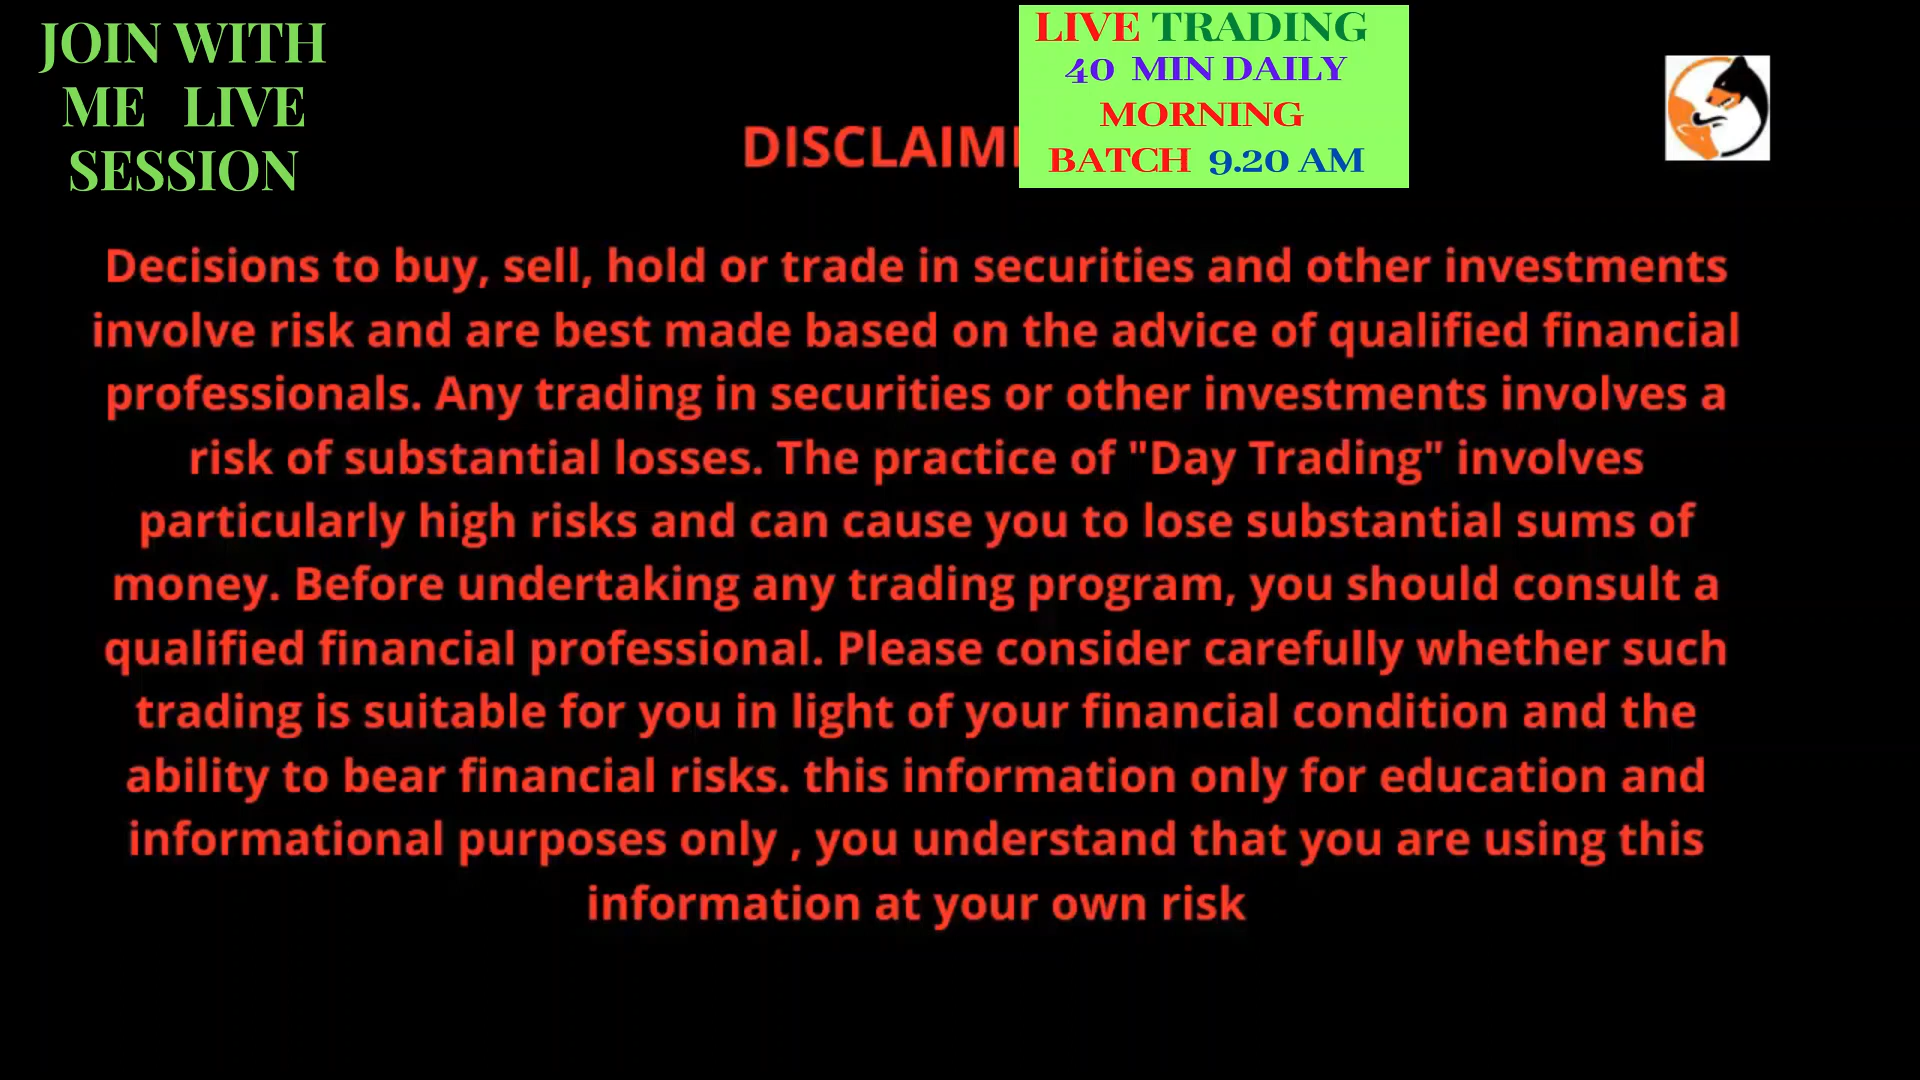 JOIN WITH
ME LIVE
SESSION
LIVE TRADING
40 MIN DAILY
MORNING
BATCH 9.20 AM
DISCLAIM
Decisions to buy, sell, hold or trade in securities and other investments
involve risk and are best made based on the advice of qualified financial
professionals. Any trading in securities or other investments involves a
risk of substantial losses. The practice of "Day Trading" involves
particularly high risks and can cause you to lose substantial sums of
money. Before undertaking any trading program, you should consult a
qualified financial professional. Please consider carefully whether such
trading is suitable for you in light of your financial condition and the
ability to bear financial risks. this information only for education and
informational purposes only , you understand that you are using this
information at your own risk